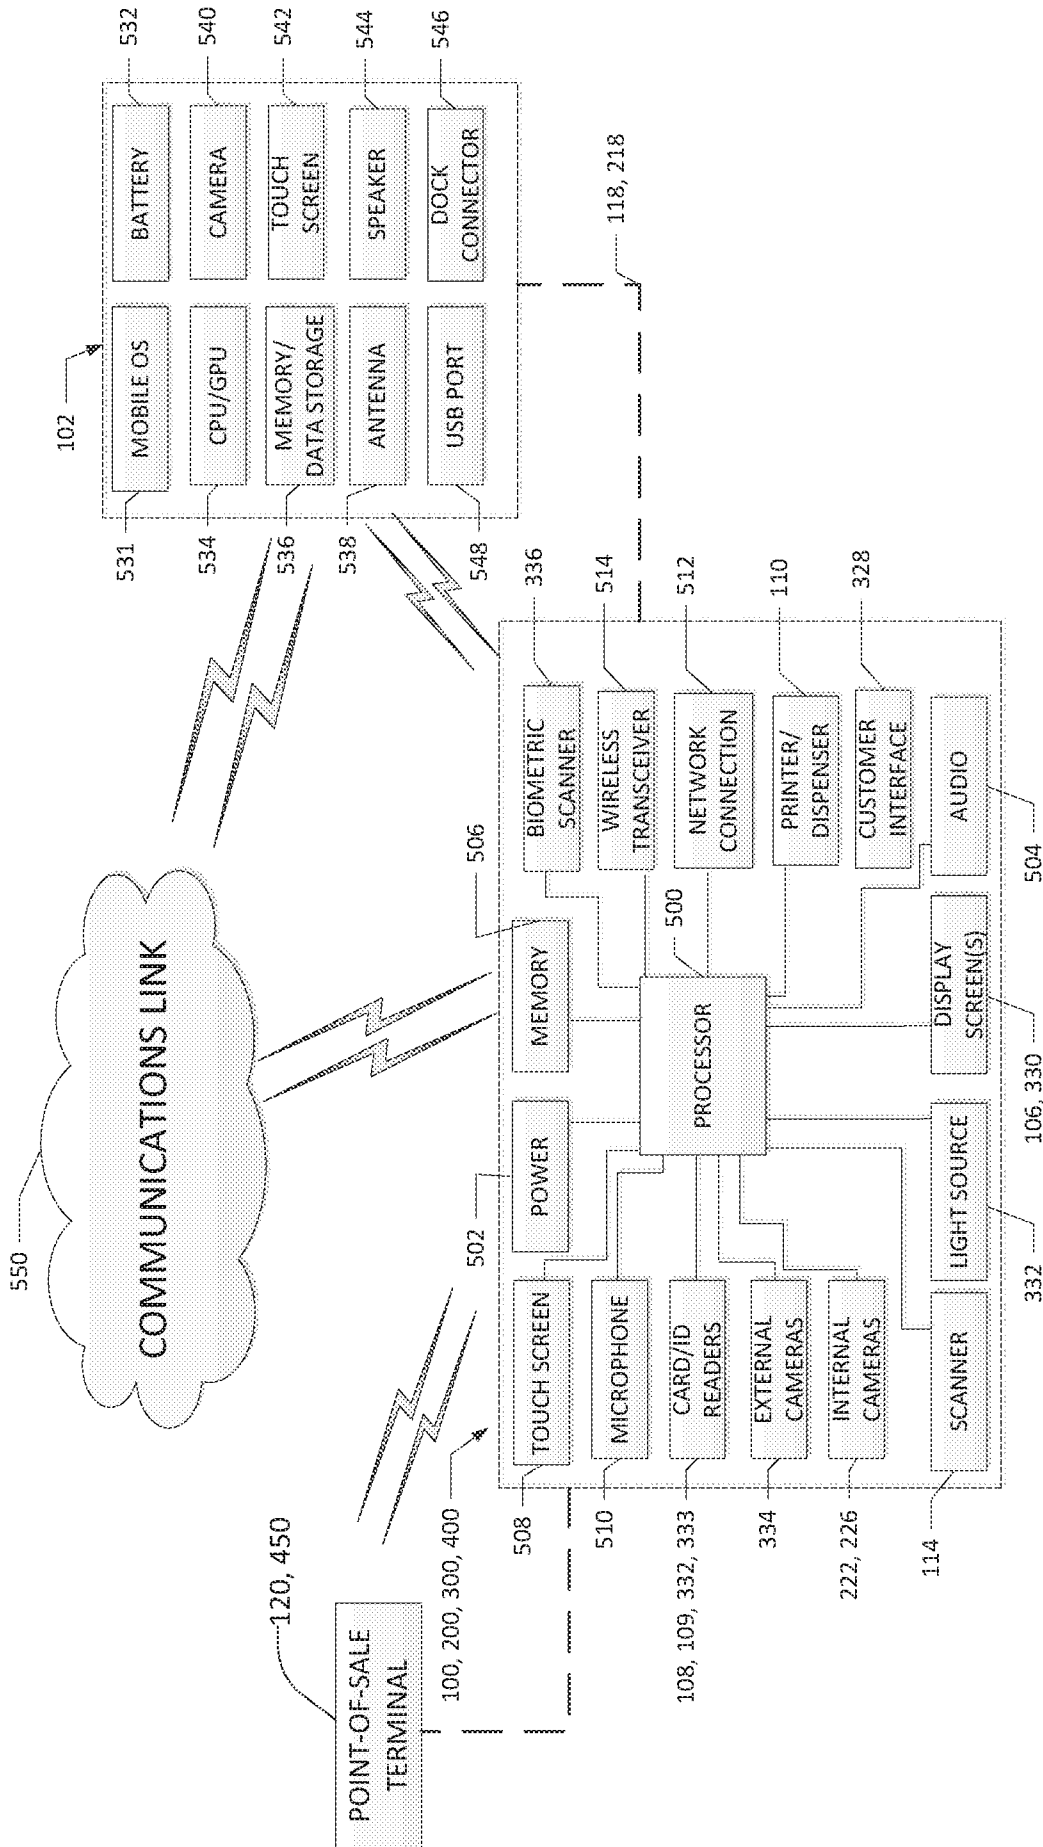 550
COMMUNICATIONS LINK
120, 450
POINT-OF-SALE
TERMINAL
100, 200, 300, 400
102
531
MOBILE OS
BATTERY
532
534
CPU/GPU
CAMERA
540
536
MEMORY/
DATA STORAGE
TOUCH
SCREEN
542
538
ANTENNA
SPEAKER
544
548
USB PORT
DOCK
CONNECTOR
546
118, 218
508
TOUCH SCREEN
502
POWER
MEMORY
506
BIOMETRIC
SCANNER
336
510
MICROPHONE
WIRELESS
TRANSCEIVER
514
108, 109, 332, 333
CARD/ID
READERS
PROCESSOR
500
NETWORK
CONNECTION
512
334
EXTERNAL
CAMERAS
PRINTER/
DISPENSER
110
222, 226
INTERNAL
CAMERAS
CUSTOMER
INTERFACE
328
114
SCANNER
LIGHT SOURCE
332
DISPLAY
SCREEN(S)
106, 330
AUDIO
504